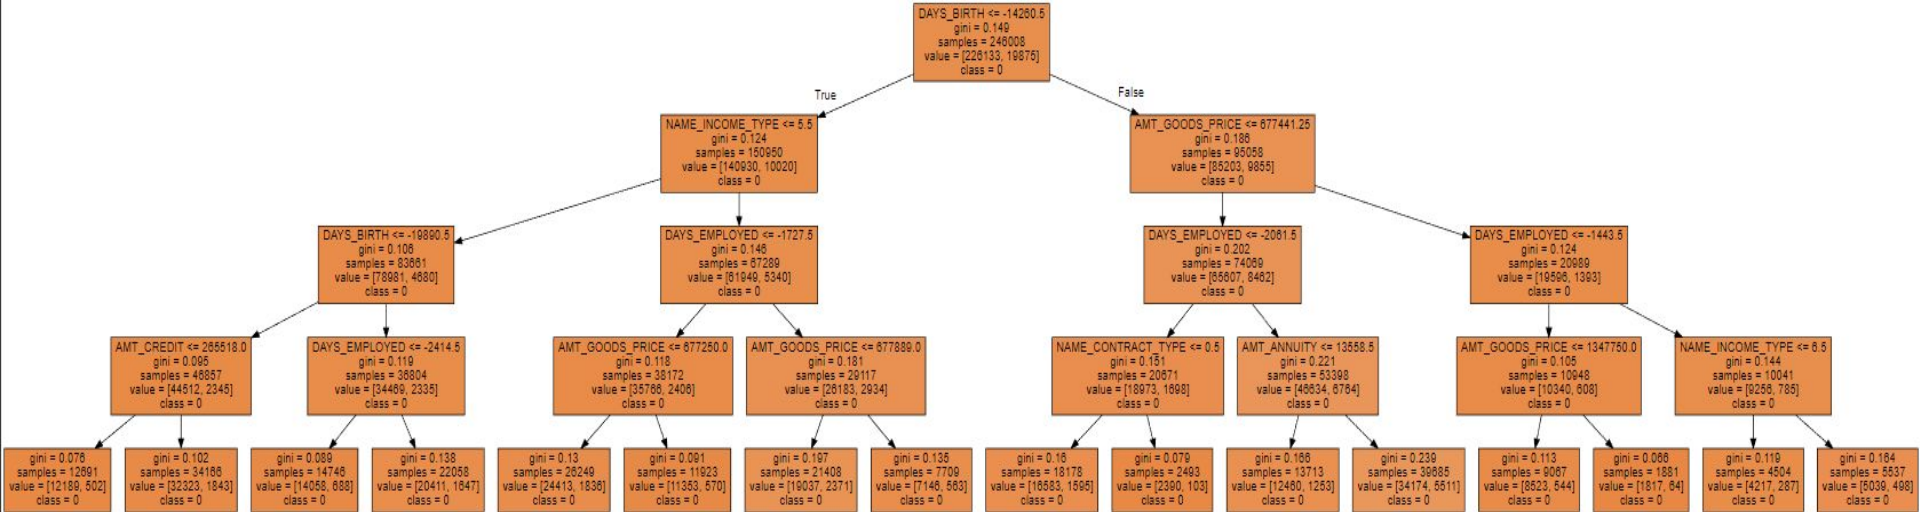 DAYS_BIRTH <= -14260.5
gini = 0.149
samples = 246008
value = [226133, 19875]
class = 0
True
False
NAME_INCOME_TYPE <= 5.5
gini = 0.124
samples = 150950
value = [140930, 10020]
class = 0
AMT_GOODS_PRICE <= 677441.25
gini = 0.186
samples = 95058
value = [85203, 9855]
class = 0
DAYS_BIRTH <= -19890.5
gini = 0.106
samples = 83661
value = [78981, 4680]
class = 0
DAYS_EMPLOYED <= -1727.5
gini = 0.146
samples = 67289
value = [61949, 5340]
class = 0
DAYS_EMPLOYED <= -2061.5
gini = 0.202
samples = 74069
value = [65607, 8462]
class = 0
DAYS_EMPLOYED <= -1443.5
gini = 0.124
samples = 20989
value = [19596, 1393]
class = 0
AMT_CREDIT <= 265518.0
gini = 0.095
samples = 46857
value = [44512, 2345]
class = 0
DAYS_EMPLOYED <= -2414.5
gini = 0.119
samples = 36804
value = [34469, 2335]
class = 0
AMT_GOODS_PRICE <= 677250.0
gini = 0.118
samples = 38172
value = [35766, 2406]
class = 0
AMT_GOODS_PRICE <= 677889.0
gini = 0.181
samples = 29117
value = [26183, 2934]
class = 0
NAME_CONTRACT_TYPE <= 0.5
gini = 0.151
samples = 20671
value = [18973, 1698]
class = 0
AMT_ANNUITY <= 13558.5
gini = 0.221
samples = 53398
value = [46634, 6764]
class = 0
AMT_GOODS_PRICE <= 1347750.0
gini = 0.105
samples = 10948
value = [10340, 608]
class = 0
NAME_INCOME_TYPE <= 6.5
gini = 0.144
samples = 10041
value = [9256, 785]
class = 0
gini = 0.076
samples = 12691
value = [12189, 502]
class = 0
gini = 0.102
samples = 34166
value = [32323, 1843]
class = 0
gini = 0.089
samples = 14746
value = [14058, 688]
class = 0
gini = 0.138
samples = 22058
value = [20411, 1647]
class = 0
gini = 0.13
samples = 26249
value = [24413, 1836]
class = 0
gini = 0.091
samples = 11923
value = [11353, 570]
class = 0
gini = 0.197
samples = 21408
value = [19037, 2371]
class = 0
gini = 0.135
samples = 7709
value = [7146, 563]
class = 0
gini = 0.16
samples = 18178
value = [16583, 1595]
class = 0
gini = 0.079
samples = 2493
value = [2390, 103]
class = 0
gini = 0.166
samples = 13713
value = [12460, 1253]
class = 0
gini = 0.239
samples = 39685
value = [34174, 5511]
class = 0
gini = 0.113
samples = 9067
value = [8523, 544]
class = 0
gini = 0.066
samples = 1881
value = [1817, 64]
class = 0
gini = 0.119
samples = 4504
value = [4217, 287]
class = 0
gini = 0.164
samples = 5537
value = [5039, 498]
class = 0